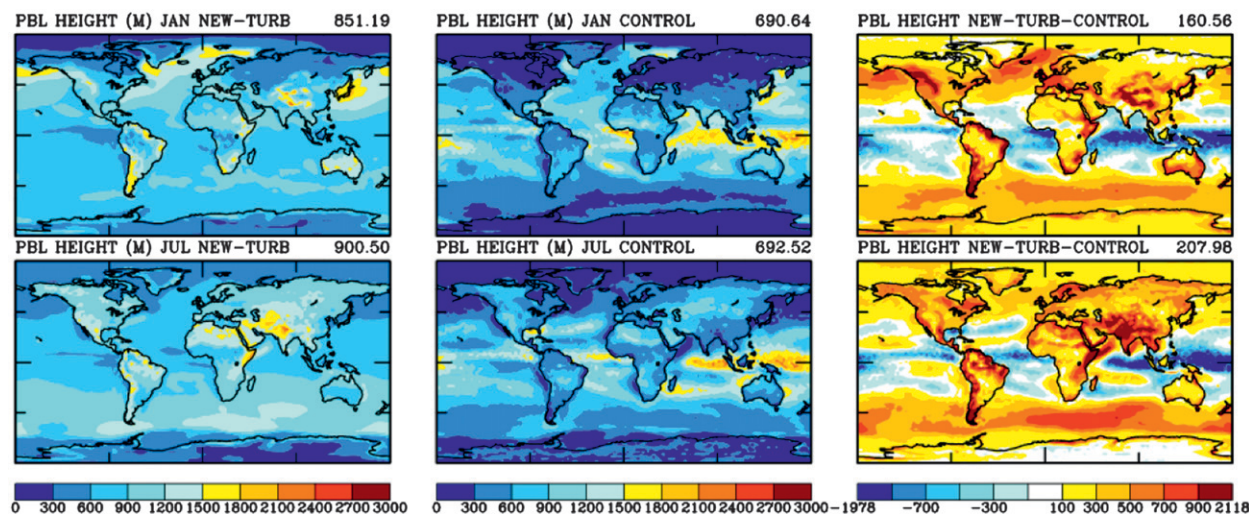 PBL HEIGHT (M) JAN NEW-TURB 851.19
PBL HEIGHT (M) JAN CONTROL 690.64
PBL HEIGHT NEW-TURB-CONTROL 160.56
PBL HEIGHT (M) JUL NEW-TURB 900.50
PBL HEIGHT (M) JUL CONTROL 692.52
PBL HEIGHT NEW-TURB-CONTROL 207.98
0 300 600 900 1200 1500 1800 2100 2400 2700 3000
0 300 600 900 1200 1500 1800 2100 2400 2700 3000
-1978 -700 -300 100 300 500 700 900 2118